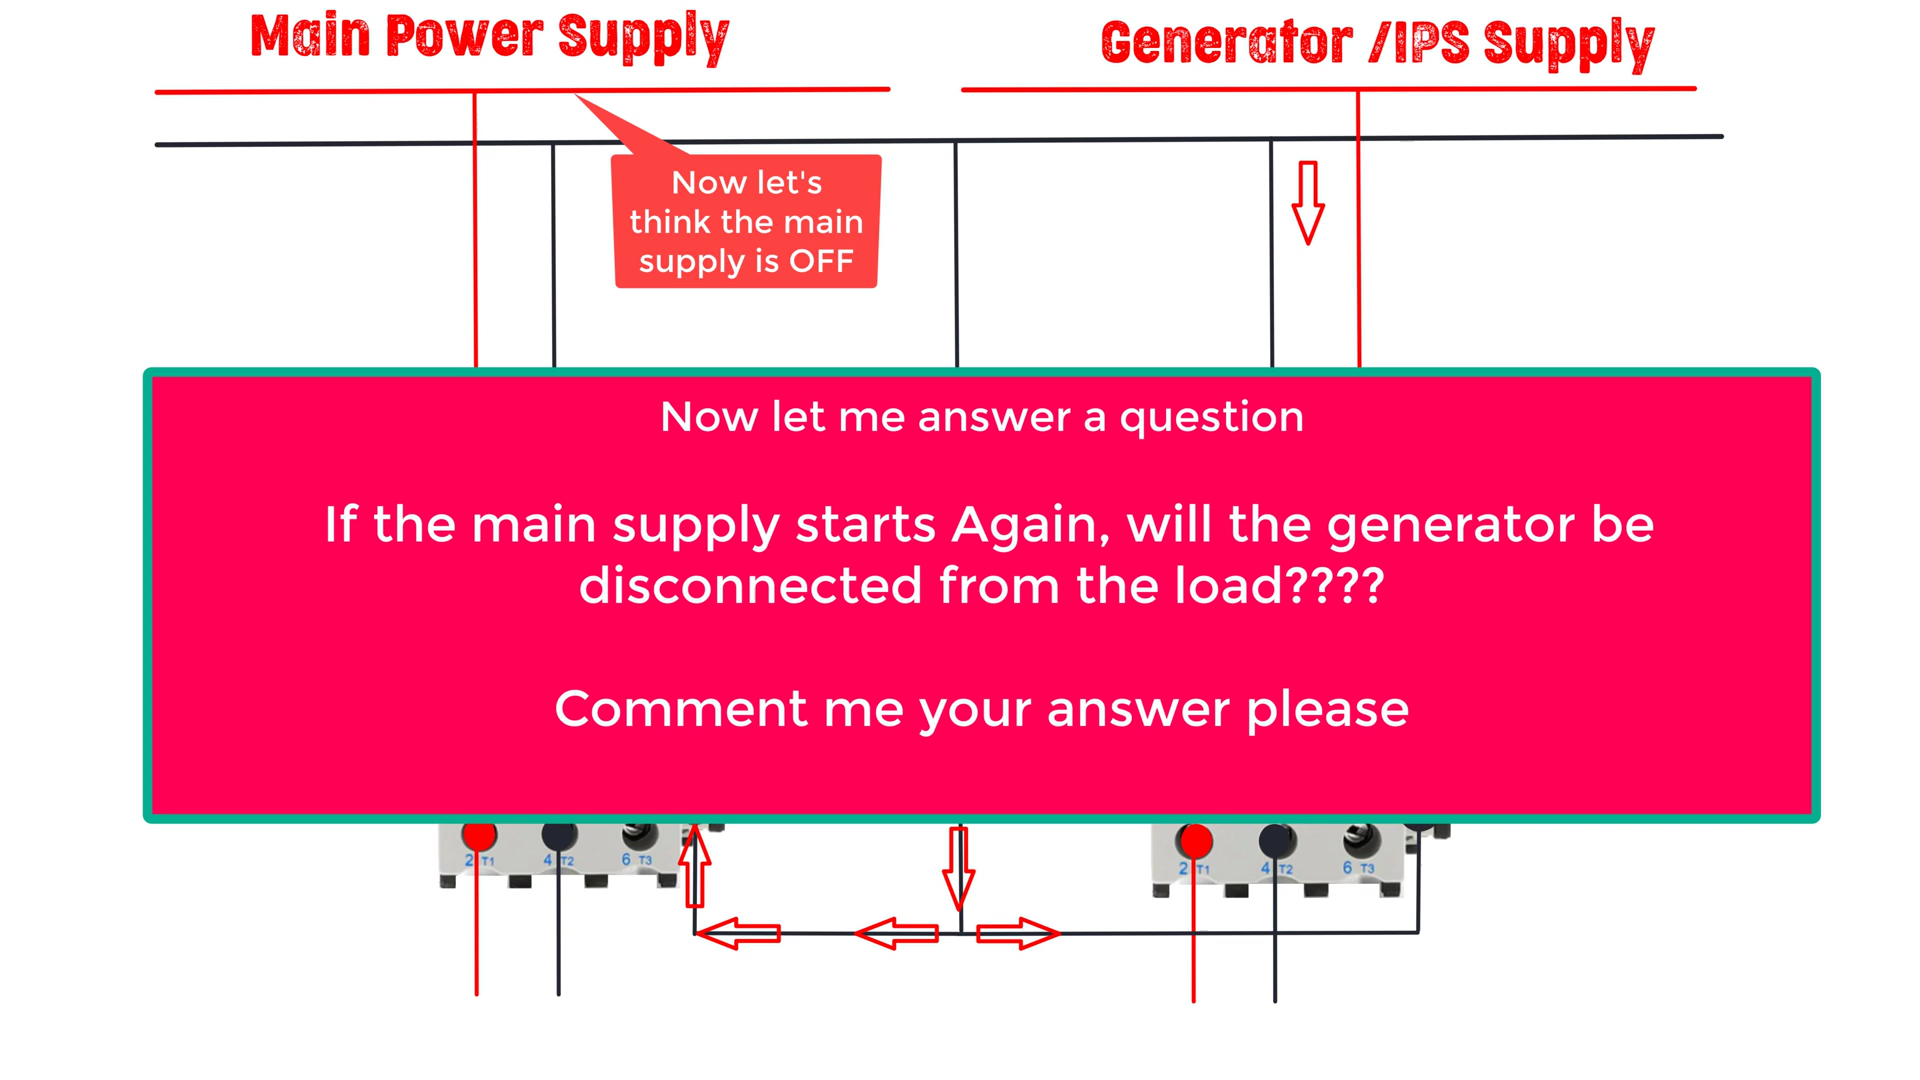 Main Power Supply
Generator /IPS Supply
Now let's
think the main
supply is OFF
Now let me answer a question
If the main supply starts Again, will the generator be
disconnected from the load????
Comment me your answer please
2 T1 4 T2 6 T3
2 T1 4 T2 6 T3